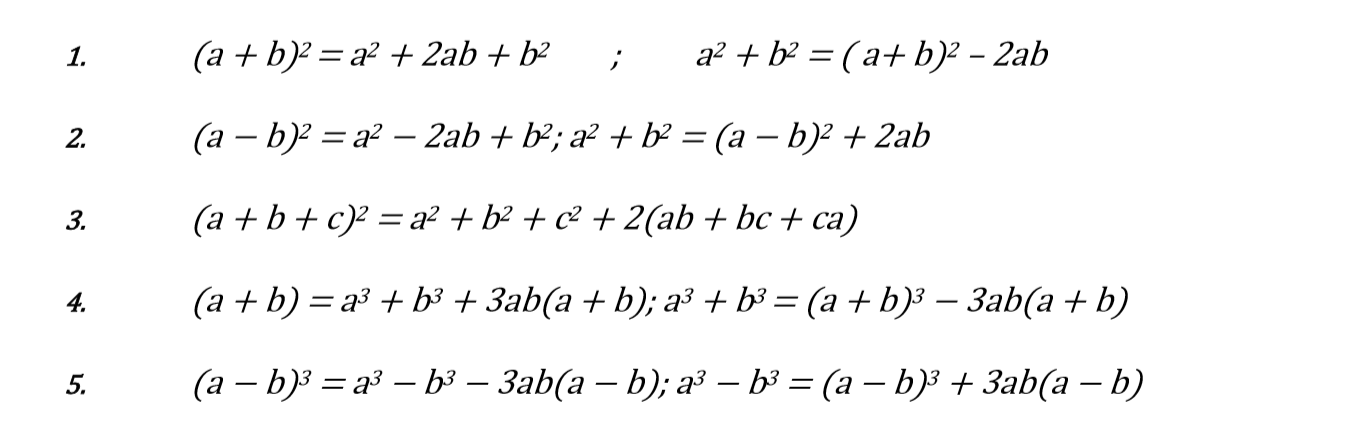 1. (a + b)² = a² + 2ab + b² ; a² + b² = ( a+ b)² – 2ab
2. (a – b)² = a² – 2ab + b²; a² + b² = (a – b)² + 2ab
3. (a + b + c)² = a² + b² + c² + 2(ab + bc + ca)
4. (a + b) = a³ + b³ + 3ab(a + b); a³ + b³ = (a + b)³ – 3ab(a + b)
5. (a – b)³ = a³ – b³ – 3ab(a – b); a³ – b³ = (a – b)³ + 3ab(a – b)